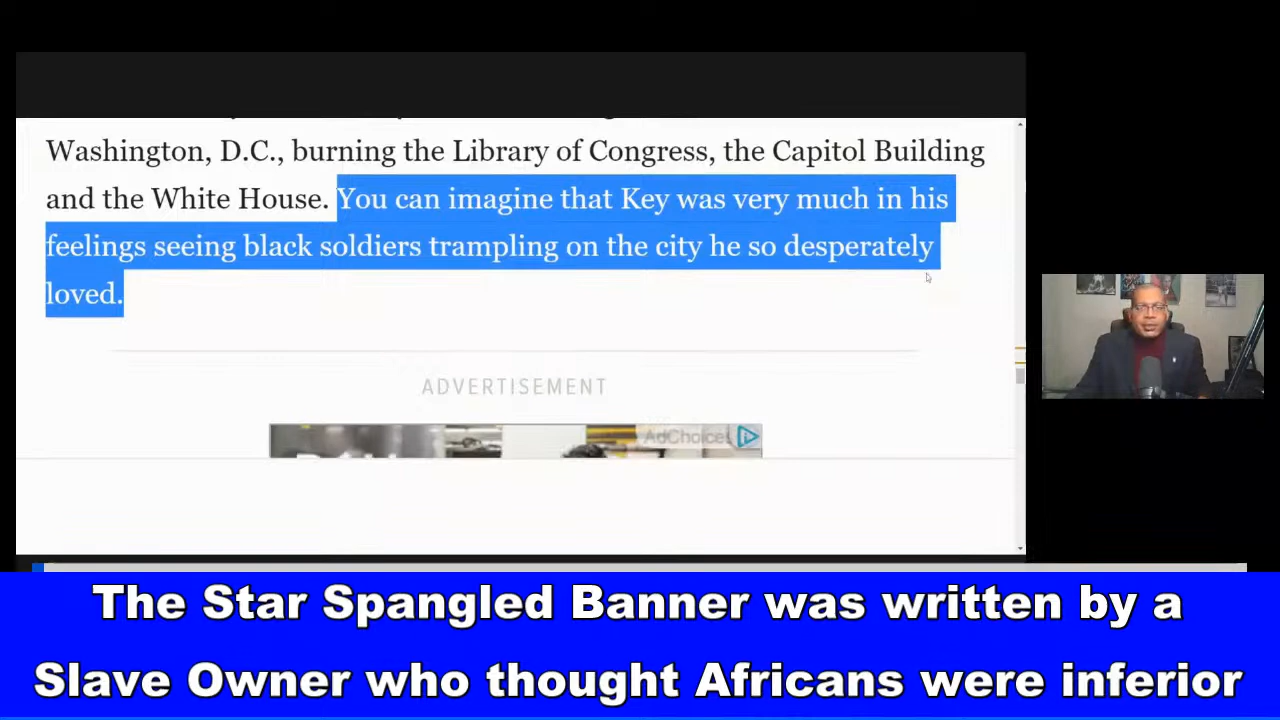 Washington, D.C., burning the Library of Congress, the Capitol Building
and the White House. You can imagine that Key was very much in his
feelings seeing black soldiers trampling on the city he so desperately
loved.
ADVERTISEMENT
AdChoices
The Star Spangled Banner was written by a
Slave Owner who thought Africans were inferior